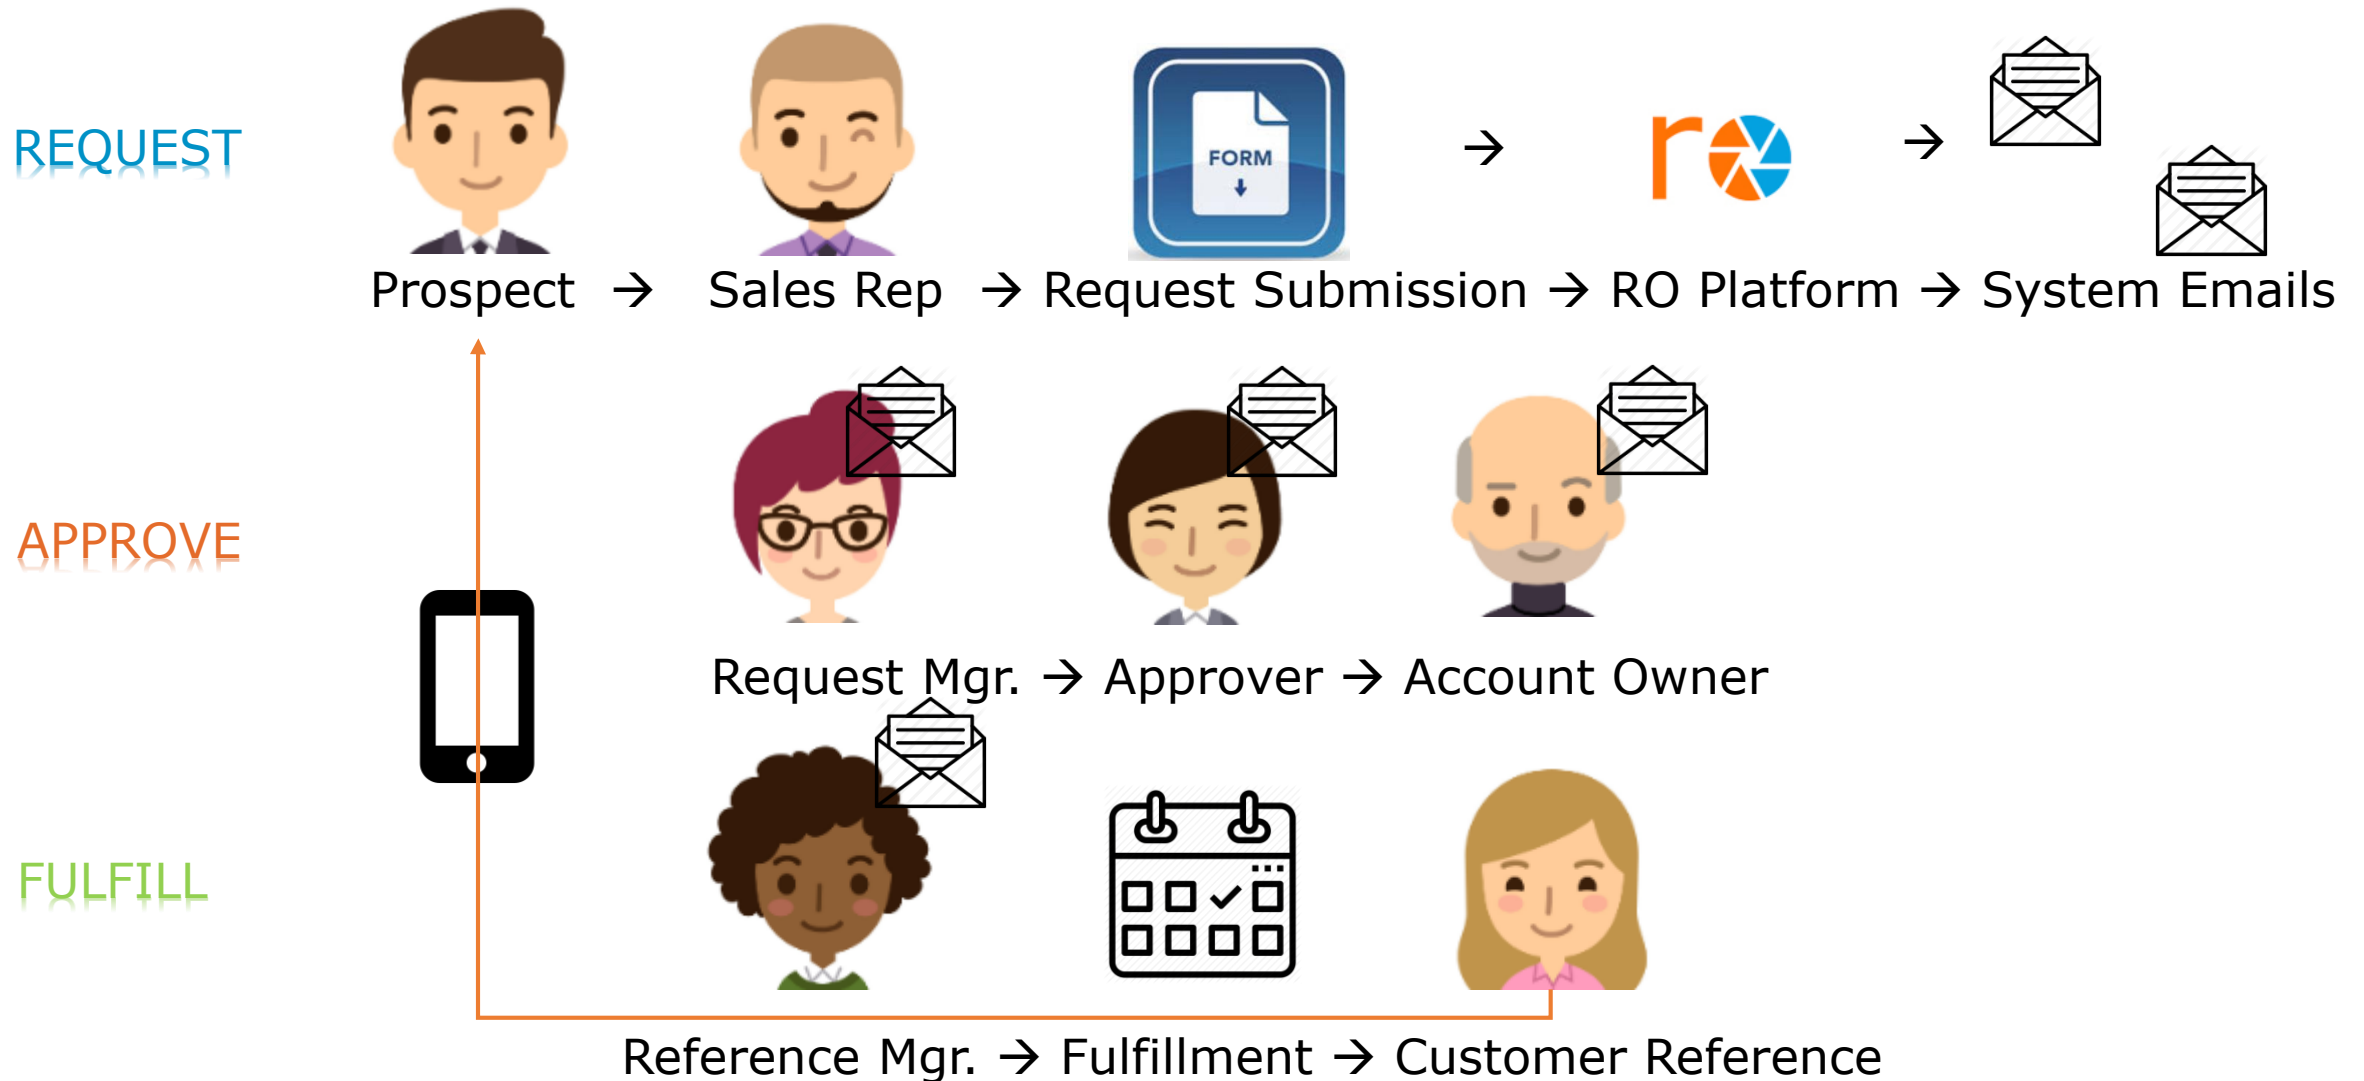 REQUEST
FORM
ro
Prospect → Sales Rep → Request Submission → RO Platform → System Emails
APPROVE
Request Mgr. → Approver → Account Owner
FULFILL
Reference Mgr. → Fulfillment → Customer Reference